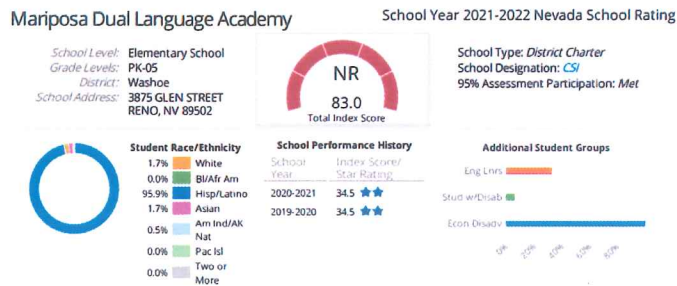 Mariposa Dual Language Academy
School Year 2021-2022 Nevada School Rating
School Level: Elementary School
Grade Levels: PK-05
District: Washoe
School Address: 3875 GLEN STREET
RENO, NV 89502
NR
83.0
Total Index Score
School Type: District Charter
School Designation: CSI
95% Assessment Participation: Met
Student Race/Ethnicity
1.7% White
0.0% Bl/Afr Am
95.9% Hisp/Latino
1.7% Asian
0.5% Am Ind/AK
Nat
0.0% Pac Isl
0.0% Two or
More
School Performance History
School Index Score/
Year Star Rating
2020-2021 34.5
2019-2020 34.5
Additional Student Groups
Eng Lnrs
Stud w/Disab
Econ Disadv
0% 20% 40% 60% 80%